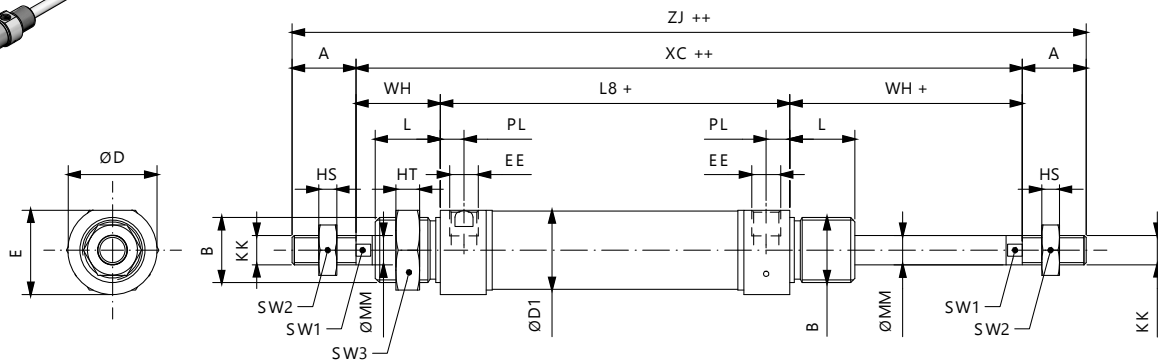 ZJ ++
A
XC ++
A
WH
L8 +
WH +
L
PL
PL
L
ØD
HS
HT
EE
EE
HS
E
B
KK
SW2
SW1
ØMM
SW3
ØD1
B
ØMM
SW1
SW2
KK